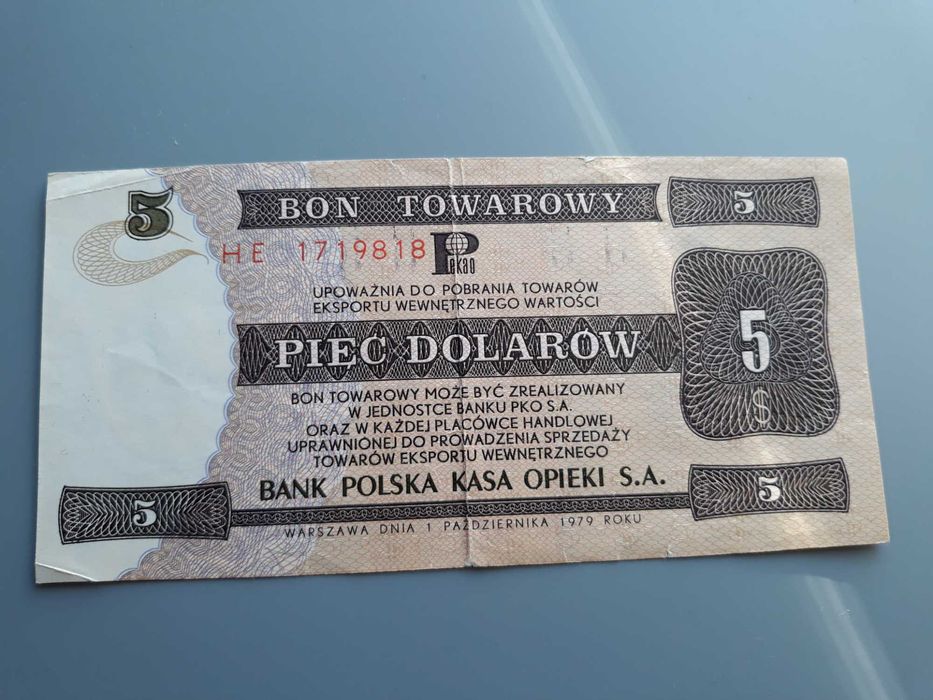 5
BON TOWAROWY
5
HE 1719818
Pekao
UPOWAŻNIA DO POBRANIA TOWARÓW
EKSPORTU WEWNĘTRZNEGO WARTOŚCI
PIĘĆ DOLARÓW
5
$
BON TOWAROWY MOŻE BYĆ ZREALIZOWANY
W JEDNOSTCE BANKU PKO S.A.
ORAZ W KAŻDEJ PLACÓWCE HANDLOWEJ
UPRAWNIONEJ DO PROWADZENIA SPRZEDAŻY
TOWARÓW EKSPORTU WEWNĘTRZNEGO
BANK POLSKA KASA OPIEKI S.A.
5
5
WARSZAWA DNIA 1 PAŹDZIERNIKA 1979 ROKU